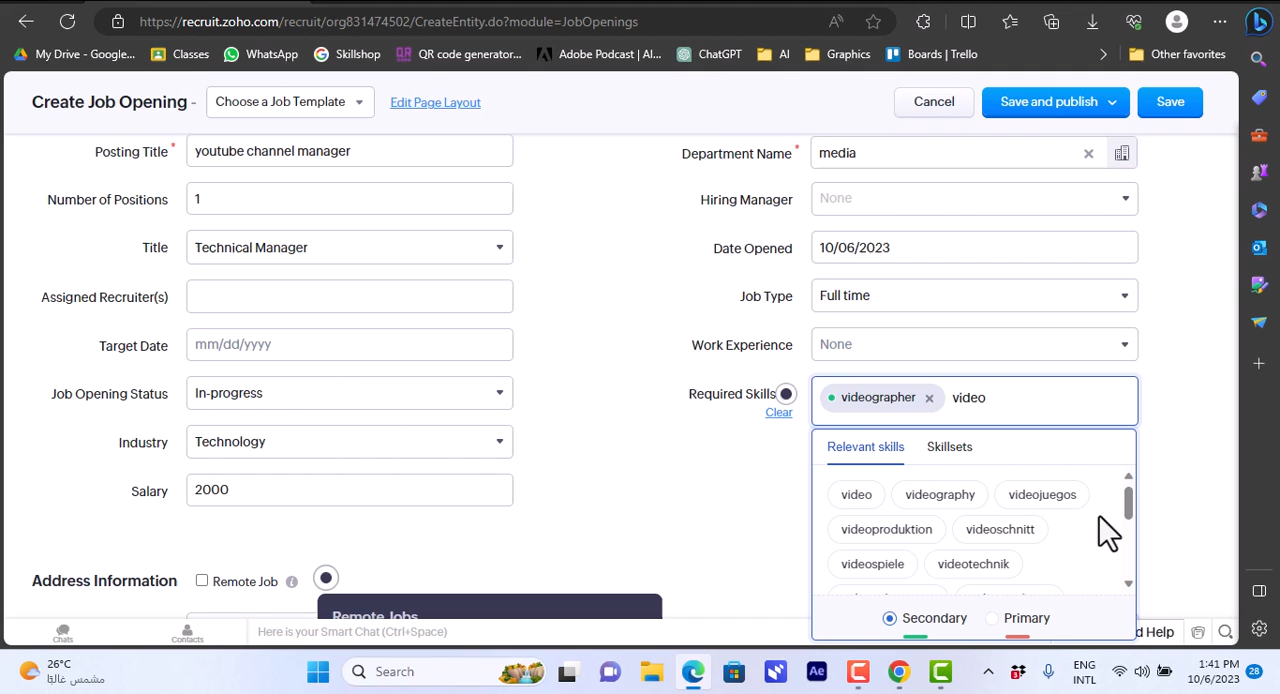 https://recruit.zoho.com/recruit/org831474502/CreateEntity.do?module=JobOpenings
My Drive - Google... Classes WhatsApp Skillshop QR code generator... Adobe Podcast | AI... ChatGPT AI Graphics Boards | Trello Other favorites
Create Job Opening - Choose a Job Template Edit Page Layout Cancel Save and publish Save
Posting Title * youtube channel manager Department Name * media
Number of Positions 1 Hiring Manager None
Title Technical Manager Date Opened 10/06/2023
Assigned Recruiter(s) Job Type Full time
Target Date mm/dd/yyyy Work Experience None
Job Opening Status In-progress Required Skills videographer video
Clear
Industry Technology Relevant skills Skillsets
Salary 2000 video videography videojuegos
videoproduktion videoschnitt
videospiele videotechnik
Address Information Remote Job
Remote Jobs Secondary Primary
Chats Contacts Here is your Smart Chat (Ctrl+Space) d Help
26°C
مشمس غالبًا
Search Ae 3 ENG
INTL
1:41 PM
10/6/2023 28